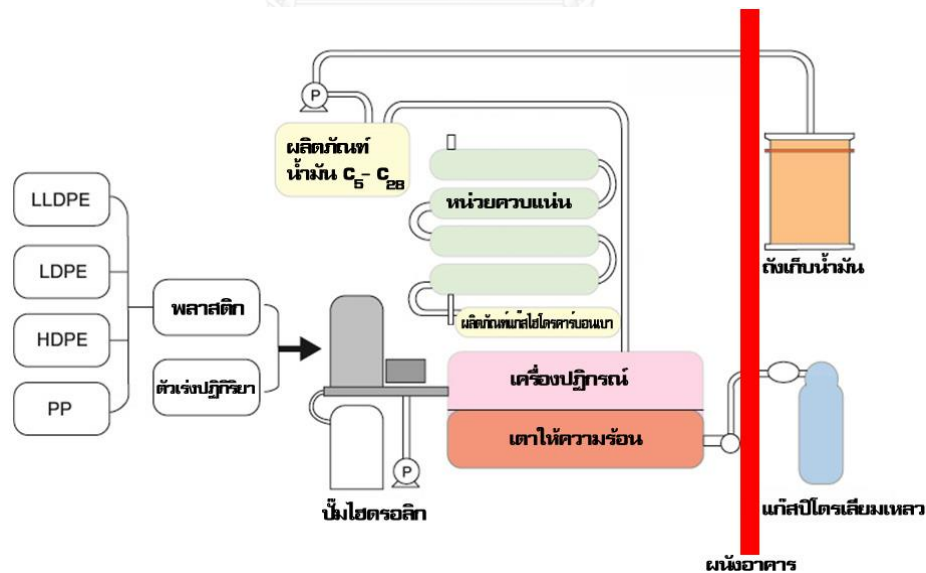 P
ผลิตภัณฑ์
น้ำมัน C5- C28
หน่วยควบแน่น
ถังเก็บน้ำมัน
LLDPE
LDPE
HDPE
PP
พลาสติก
ตัวเร่งปฏิกิริยา
ผลิตภัณฑ์แก๊สไฮโดรคาร์บอนเบา
เครื่องปฏิกรณ์
เตาให้ความร้อน
P
ปั๊มไฮดรอลิก
แก๊สปิโตรเลียมเหลว
ผนังอาคาร